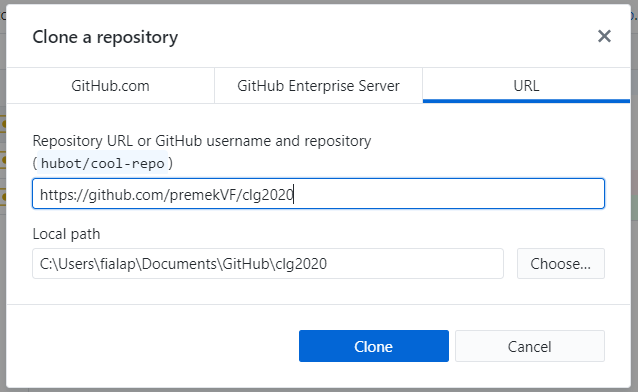 Clone a repository
GitHub.com
GitHub Enterprise Server
URL
Repository URL or GitHub username and repository
(hubot/cool-repo)
https://github.com/premekVF/clg2020
Local path
C:\Users\fialap\Documents\GitHub\clg2020
Choose...
Clone
Cancel